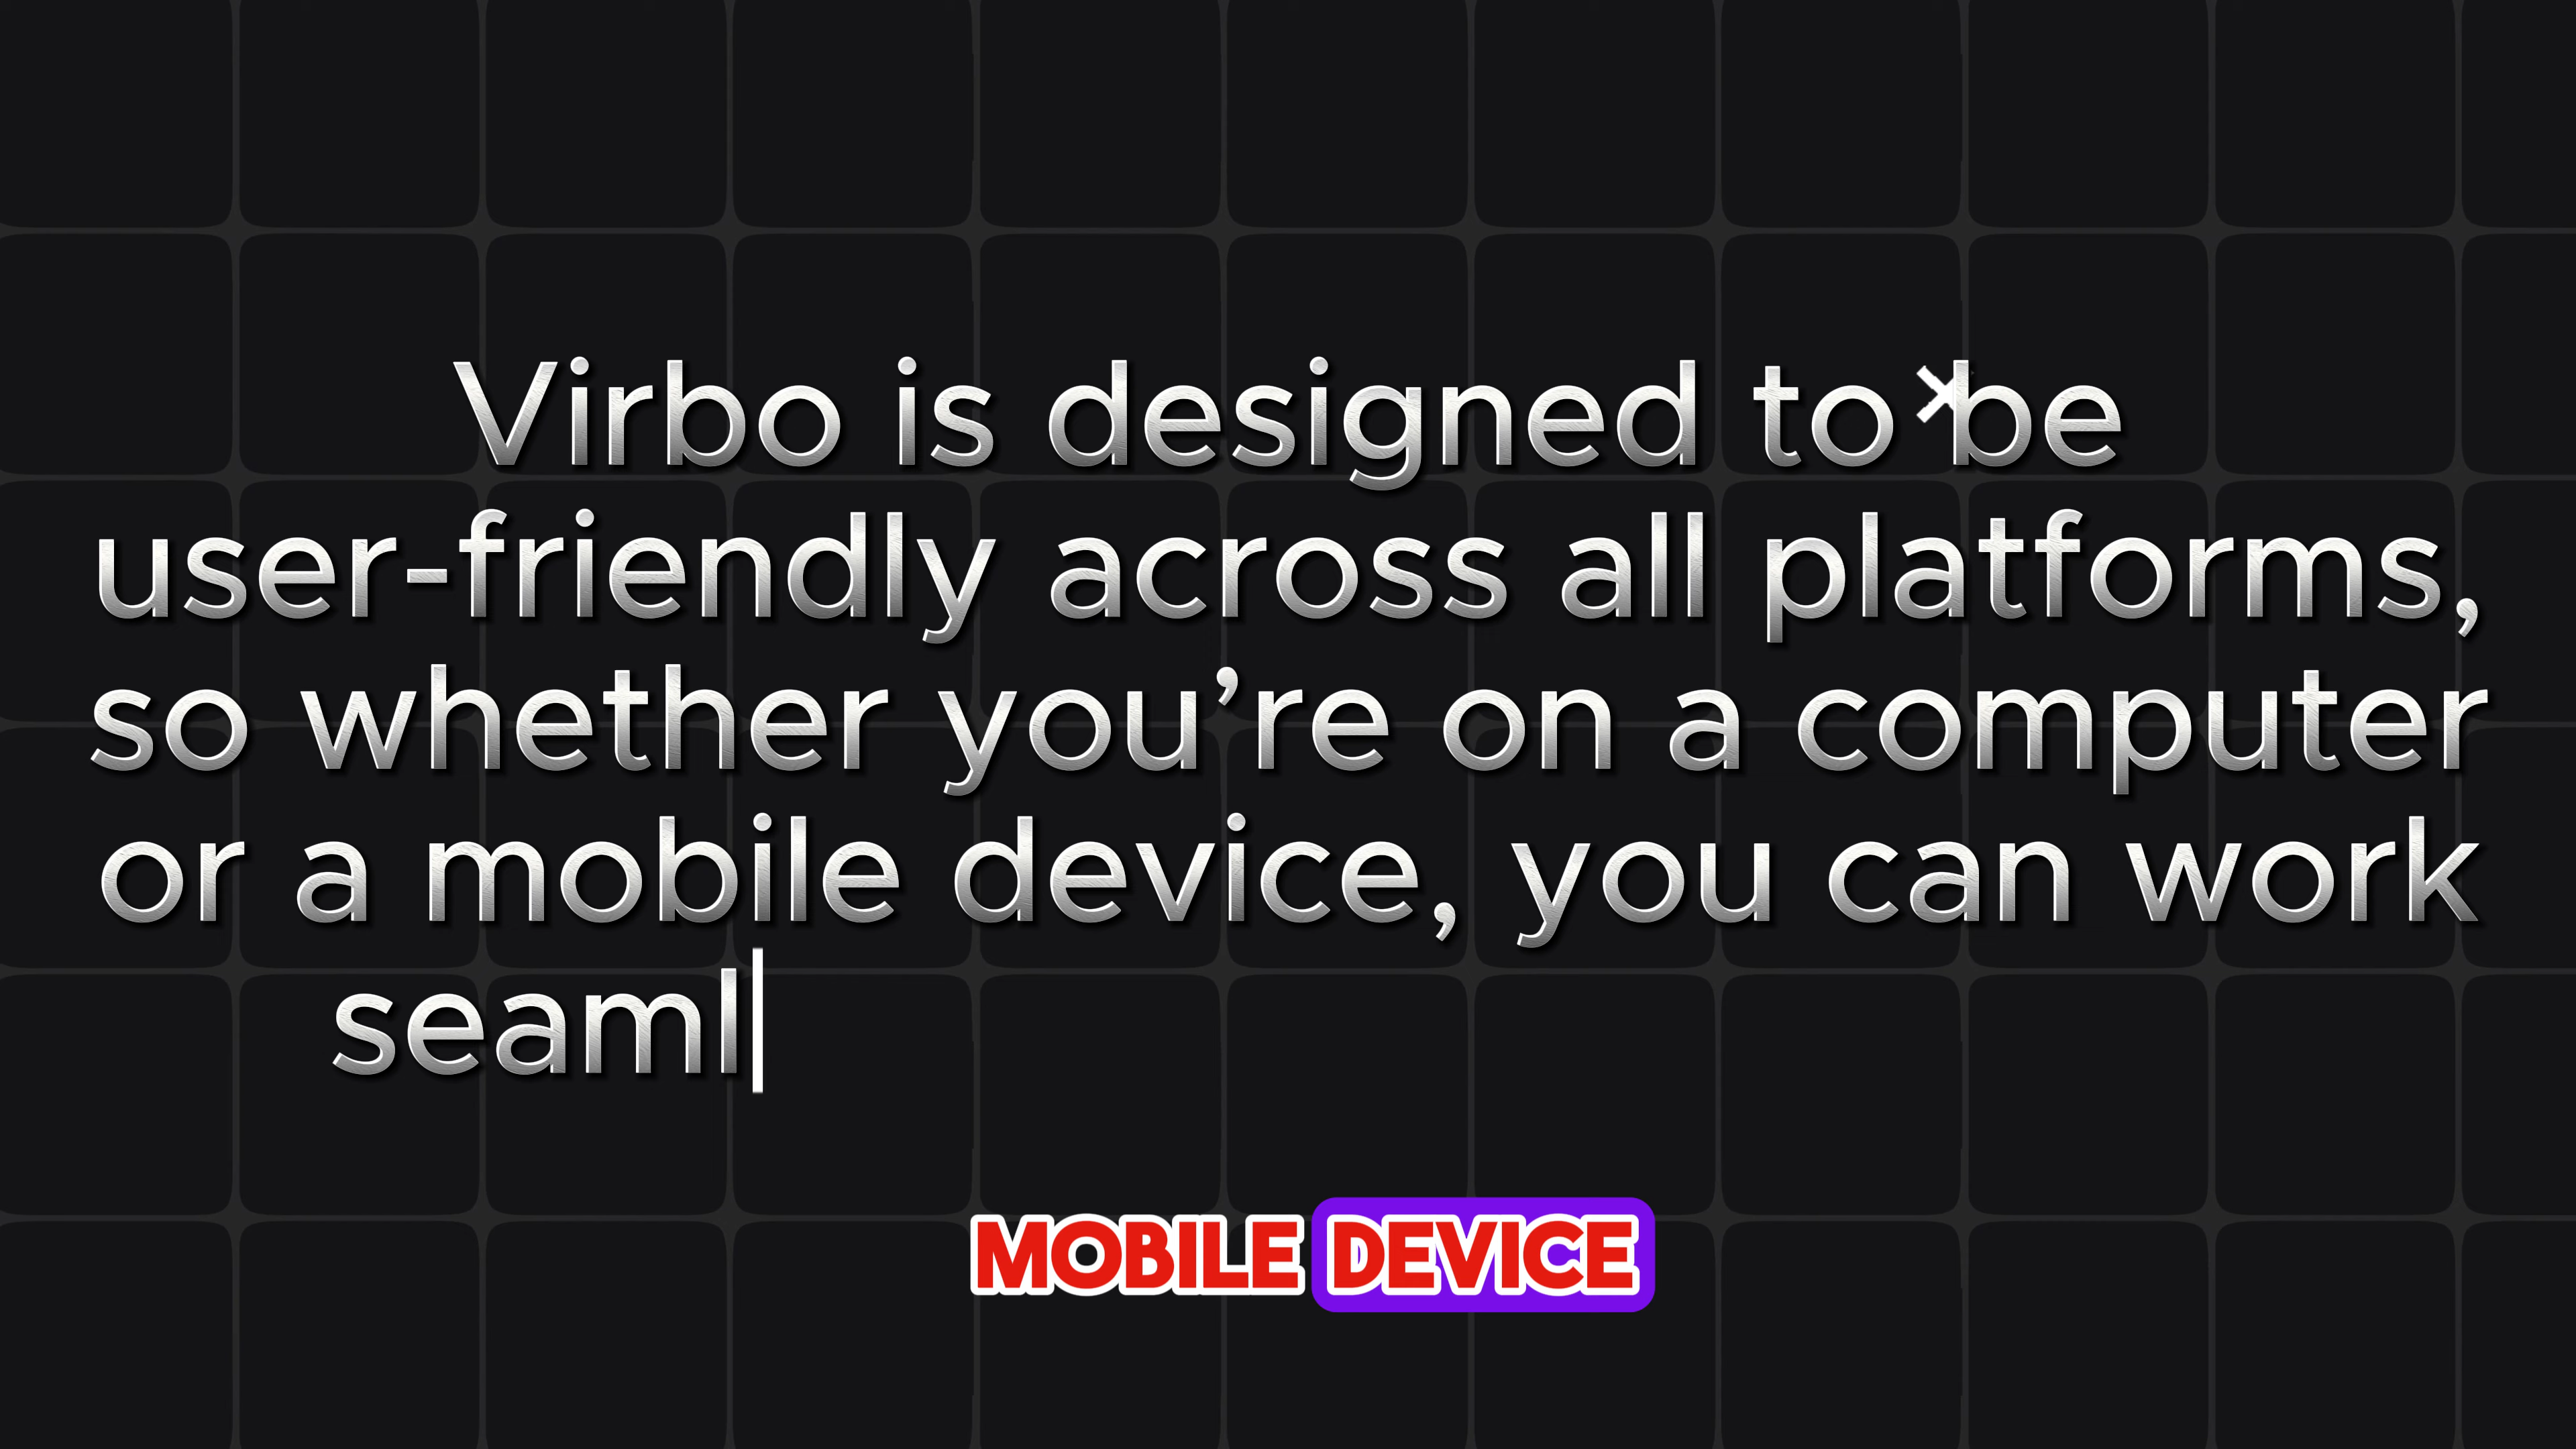 Virbo is designed to be
user-friendly across all platforms,
so whether you’re on a computer
or a mobile device, you can work
seaml
MOBILE DEVICE